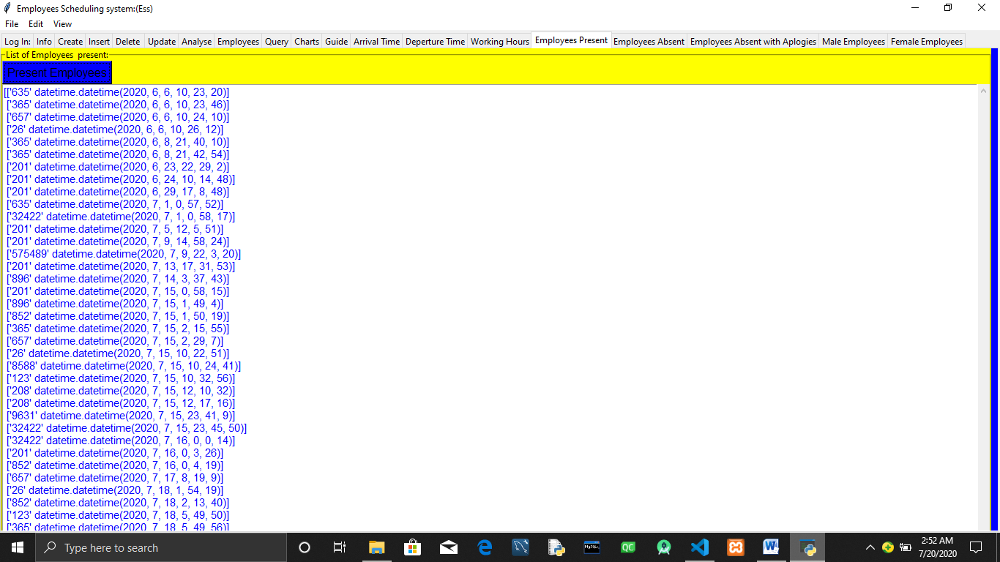 Employees Scheduling system:(Ess)
File Edit View
Log In: Info Create Insert Delete Update Analyse Employees Query Charts Guide Arrival Time Deperture Time Working Hours Employees Present Employees Absent Employees Absent with Aplogies Male Employees Female Employees
List of Employees present:
Present Employees
[['635' datetime.datetime(2020, 6, 6, 10, 23, 20)]
['365' datetime.datetime(2020, 6, 6, 10, 23, 46)]
['657' datetime.datetime(2020, 6, 6, 10, 24, 10)]
['26' datetime.datetime(2020, 6, 6, 10, 26, 12)]
['365' datetime.datetime(2020, 6, 8, 21, 40, 10)]
['365' datetime.datetime(2020, 6, 8, 21, 42, 54)]
['201' datetime.datetime(2020, 6, 23, 22, 29, 2)]
['201' datetime.datetime(2020, 6, 24, 10, 14, 48)]
['201' datetime.datetime(2020, 6, 29, 17, 8, 48)]
['635' datetime.datetime(2020, 7, 1, 0, 57, 52)]
['32422' datetime.datetime(2020, 7, 1, 0, 58, 17)]
['201' datetime.datetime(2020, 7, 5, 12, 5, 51)]
['201' datetime.datetime(2020, 7, 9, 14, 58, 24)]
['575489' datetime.datetime(2020, 7, 9, 22, 3, 20)]
['201' datetime.datetime(2020, 7, 13, 17, 31, 53)]
['896' datetime.datetime(2020, 7, 14, 3, 37, 43)]
['201' datetime.datetime(2020, 7, 15, 0, 58, 15)]
['896' datetime.datetime(2020, 7, 15, 1, 49, 4)]
['852' datetime.datetime(2020, 7, 15, 1, 50, 19)]
['365' datetime.datetime(2020, 7, 15, 2, 15, 55)]
['657' datetime.datetime(2020, 7, 15, 2, 29, 7)]
['26' datetime.datetime(2020, 7, 15, 10, 22, 51)]
['8588' datetime.datetime(2020, 7, 15, 10, 24, 41)]
['123' datetime.datetime(2020, 7, 15, 10, 32, 56)]
['208' datetime.datetime(2020, 7, 15, 12, 10, 32)]
['208' datetime.datetime(2020, 7, 15, 12, 17, 16)]
['9631' datetime.datetime(2020, 7, 15, 23, 41, 9)]
['32422' datetime.datetime(2020, 7, 15, 23, 45, 50)]
['32422' datetime.datetime(2020, 7, 16, 0, 0, 14)]
['201' datetime.datetime(2020, 7, 16, 0, 3, 26)]
['852' datetime.datetime(2020, 7, 16, 0, 4, 19)]
['657' datetime.datetime(2020, 7, 17, 8, 19, 9)]
['26' datetime.datetime(2020, 7, 18, 1, 54, 19)]
['852' datetime.datetime(2020, 7, 18, 2, 13, 40)]
['123' datetime.datetime(2020, 7, 18, 5, 49, 50)]
['365' datetime.datetime(2020, 7, 18, 5, 49, 56)]
Type here to search
MySQL
QC
2:52 AM
7/20/2020